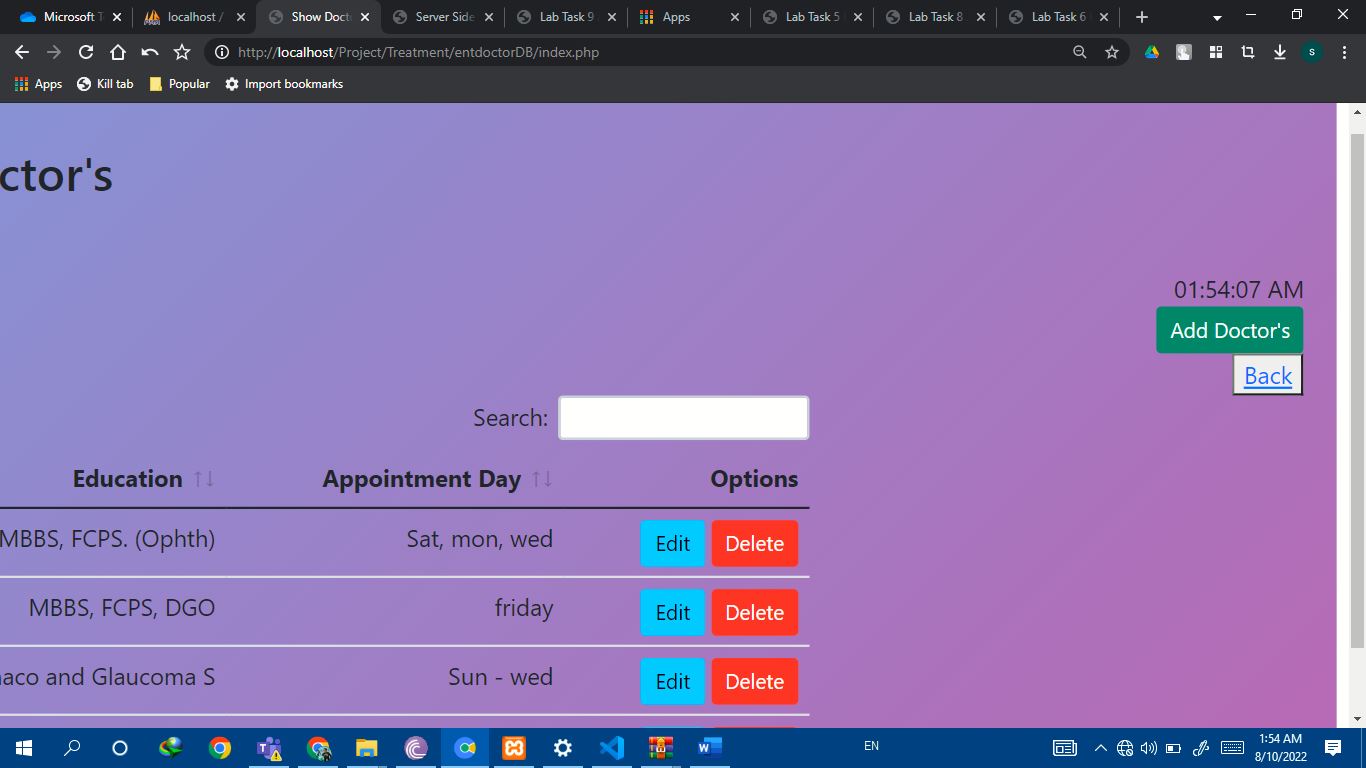 Microsoft T
localhost /
Show Doct
Server Side
Lab Task 9
Apps
Lab Task 5
Lab Task 8
Lab Task 6
http://localhost/Project/Treatment/entdoctorDB/index.php
s
Apps
Kill tab
Popular
Import bookmarks
ctor's
01:54:07 AM
Add Doctor's
Back
Search:
Education
Appointment Day
Options
MBBS, FCPS. (Ophth)
Sat, mon, wed
Edit
Delete
MBBS, FCPS, DGO
friday
Edit
Delete
aco and Glaucoma S
Sun - wed
Edit
Delete
EN
1:54 AM
8/10/2022